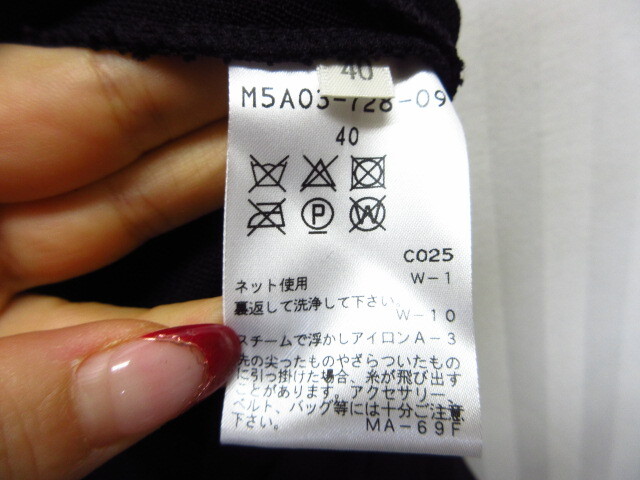 40
M5A03-728-09
40
P W
CO25
ネット使用 W-1
裏返して洗浄して下さい。 W-10
スチームで浮かしアイロン A-3
先の尖ったものやざらついたもの
に引っ掛けた場合、糸が飛び出す
ことがあります。アクセサリー
ベルト、バッグ等には十分ご注意
下さい。 MA-69F